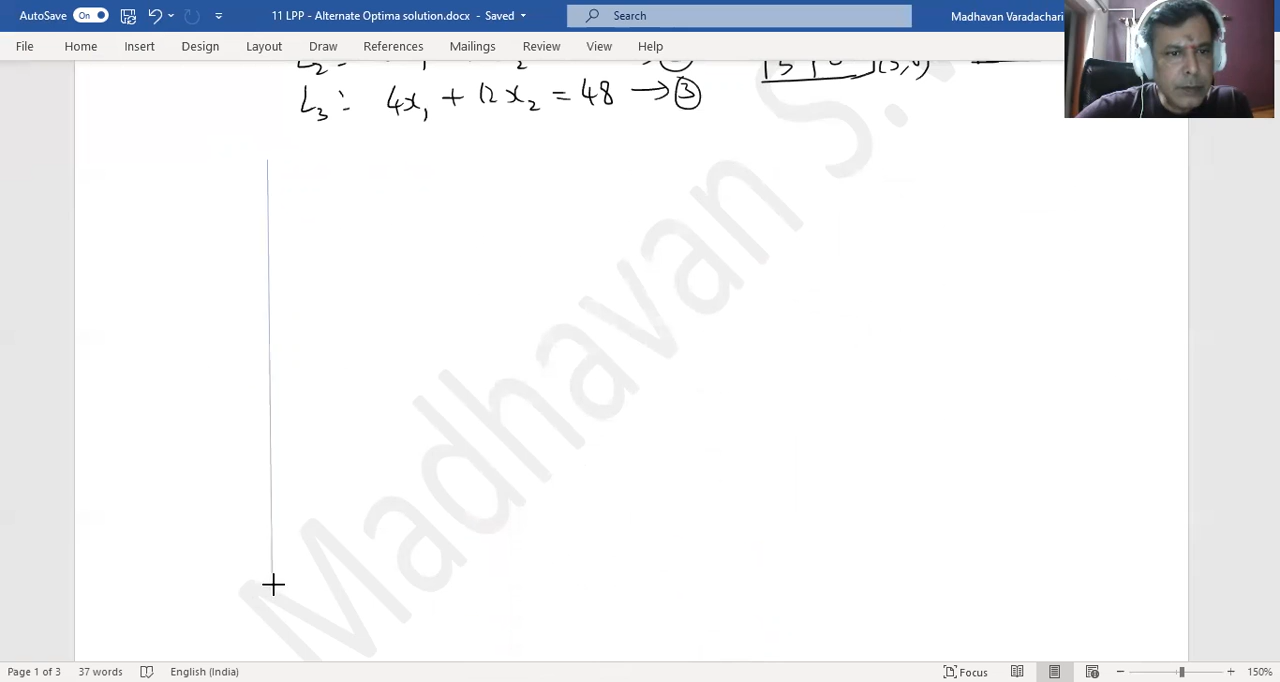 AutoSave On 11 LPP - Alternate Optima solution.docx - Saved Search Madhavan Varadachari
File Home Insert Design Layout Draw References Mailings Review View Help
L₂ :
L₃ : 4x₁ + 12x₂ = 48 → ③
Madhavan S.
Page 1 of 3 37 words English (India) Focus 150%